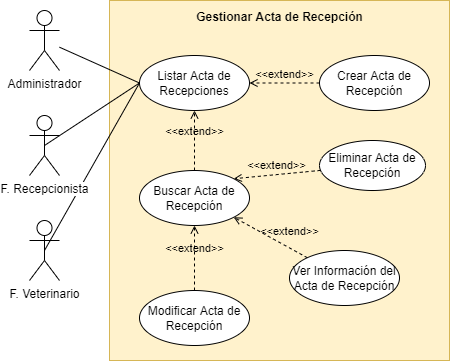 Gestionar Acta de Recepción
Administrador
F. Recepcionista
F. Veterinario
Listar Acta de
Recepciones
<<extend>>
Crear Acta de
Recepción
<<extend>>
Buscar Acta de
Recepción
<<extend>>
Eliminar Acta de
Recepción
<<extend>>
Ver Información del
Acta de Recepción
<<extend>>
Modificar Acta de
Recepción